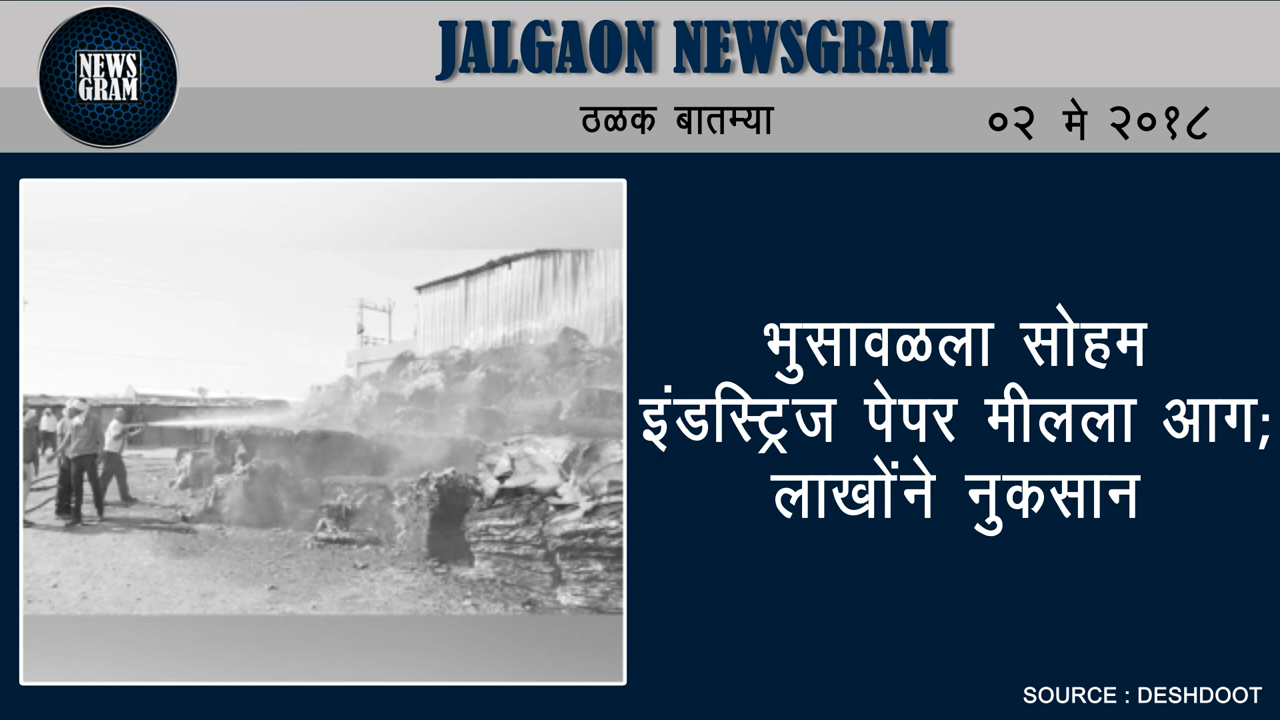 NEWS
GRAM
JALGAON NEWSGRAM
ठळक बातम्या
०२ मे २०१८
भुसावळला सोहम
इंडस्ट्रिज पेपर मीलला आग;
लाखोंने नुकसान
SOURCE : DESHDOOT